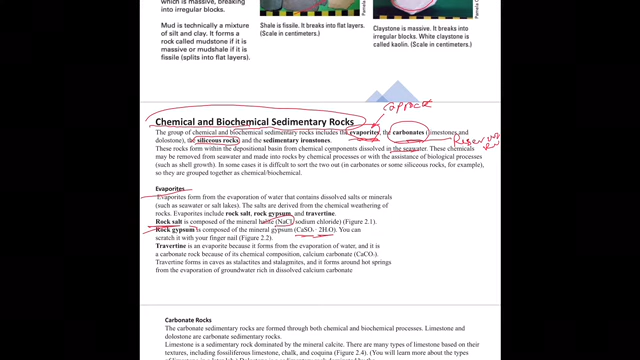 which is massive, breaking
into irregular blocks.
Mud is technically a mixture
of silt and clay. It forms a
rock called mudstone if it is
massive or mudshale if it is
fissile (splits into flat layers).
Shale is fissile. It breaks into flat layers.
(Scale in centimeters.)
Claystone is massive. It breaks into
irregular blocks. White claystone is
called kaolin. (Scale in centimeters.)
Pamela
Chemical and Biochemical Sedimentary Rocks
The group of chemical and biochemical sedimentary rocks includes the evaporites, the carbonates (limestones and
dolostone), the siliceous rocks, and the sedimentary ironstones.
These rocks form within the depositional basin from chemical components dissolved in the seawater. These chemicals
may be removed from seawater and made into rocks by chemical processes or with the assistance of biological processes
(such as shell growth). In some cases it is difficult to sort the two out (in carbonates or some siliceous rocks, for example),
so they are grouped together as chemical/biochemical.
Evaporites
Evaporites form from the evaporation of water that contains dissolved salts or minerals
(such as seawater or salt lakes). The salts are derived from the chemical weathering of
rocks. Evaporites include rock salt, rock gypsum, and travertine.
Rock salt is composed of the mineral halite (NaCl, sodium chloride) (Figure 2.1).
Rock gypsum is composed of the mineral gypsum (CaSO₄ · 2H₂O). You can
scratch it with your finger nail (Figure 2.2)
Travertine is an evaporite because it forms from the evaporation of water, and it is
a carbonate rock because of its chemical composition, calcium carbonate (CaCO₃).
Travertine forms in caves as stalactites and stalagmites, and it forms around hot springs
from the evaporation of groundwater rich in dissolved calcium carbonate
Carbonate Rocks
The carbonate sedimentary rocks are formed through both chemical and biochemical processes. Limestone and
dolostone are carbonate sedimentary rocks.
Limestone is a sedimentary rock dominated by the mineral calcite. There are many types of limestone based on their
textures, including fossiliferous limestone, chalk, and coquina (Figure 2.4). (You will learn more about the types